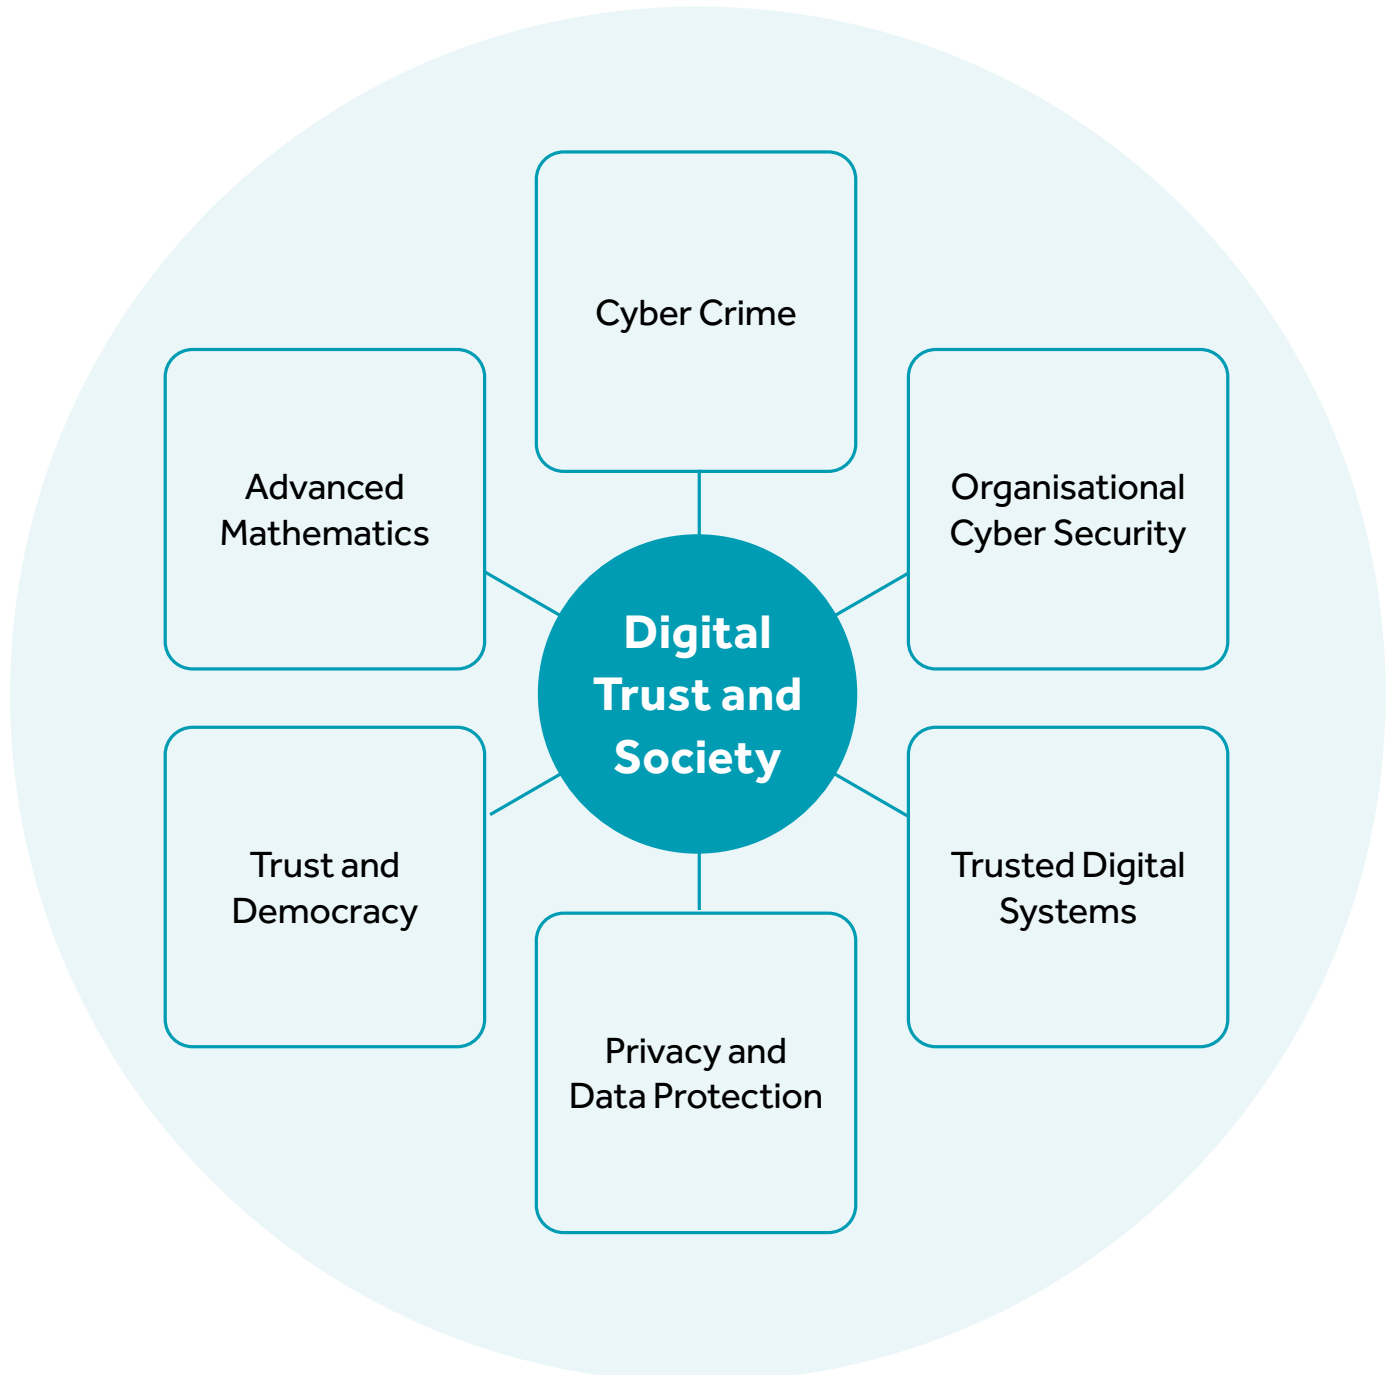 Cyber Crime
Advanced
Mathematics
Organisational
Cyber Security
Digital
Trust and
Society
Trust and
Democracy
Trusted Digital
Systems
Privacy and
Data Protection